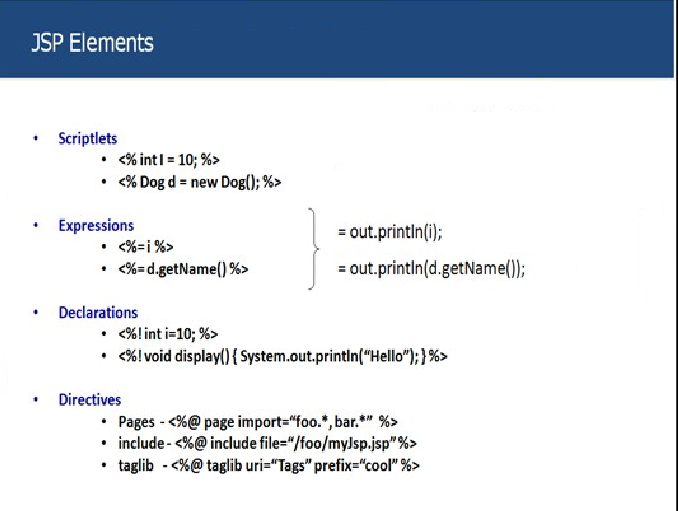 JSP Elements
• Scriptlets
• <% int I = 10; %>
• <% Dog d = new Dog(); %>
• Expressions
• <%= i %>
= out.println(i);
• <%= d.getName() %>
= out.println(d.getName());
• Declarations
• <%! int i=10; %>
• <%! void display() { System.out.println(“Hello”); } %>
• Directives
• Pages - <%@ page import=“foo.*, bar.*” %>
• include - <%@ include file=“/foo/myJsp.jsp”%>
• taglib - <%@ taglib uri=“Tags” prefix=“cool” %>